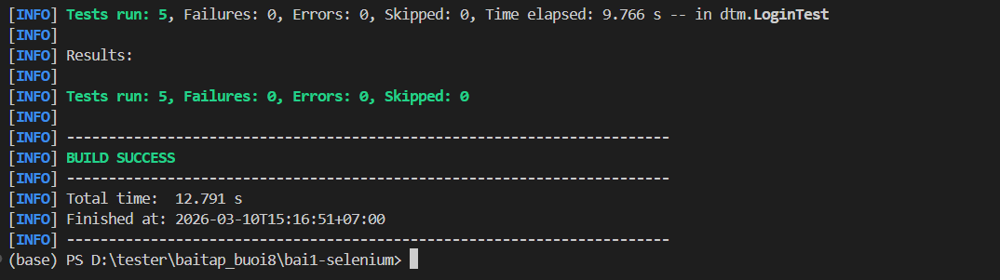 [INFO] Tests run: 5, Failures: 0, Errors: 0, Skipped: 0, Time elapsed: 9.766 s -- in dtm.LoginTest
[INFO]
[INFO] Results:
[INFO]
[INFO] Tests run: 5, Failures: 0, Errors: 0, Skipped: 0
[INFO]
[INFO] ------------------------------------------------------------------------
[INFO] BUILD SUCCESS
[INFO] ------------------------------------------------------------------------
[INFO] Total time:  12.791 s
[INFO] Finished at: 2026-03-10T15:16:51+07:00
[INFO] ------------------------------------------------------------------------
(base) PS D:\tester\baitap_buoi8\bai1-selenium>